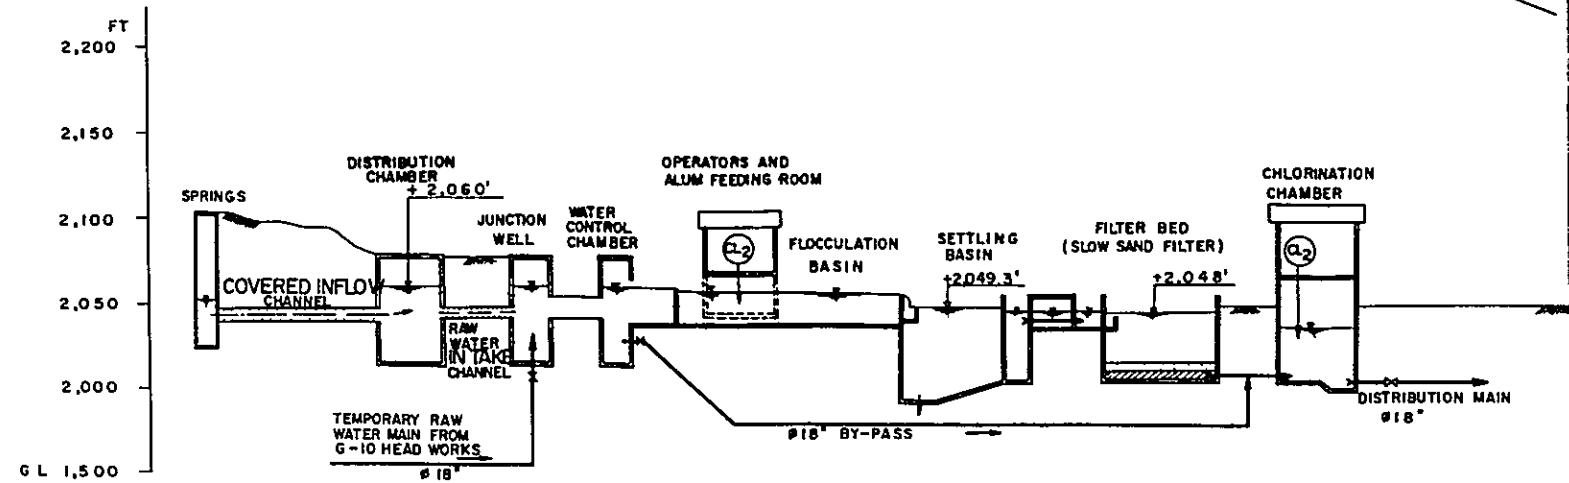 FT
2,200
2,150
2,100
2,050
2,000
GL 1,500
SPRINGS
COVERED INFLOW
CHANNEL
DISTRIBUTION
CHAMBER
+ 2,060'
RAW
WATER
IN TAKE
CHANNEL
JUNCTION
WELL
TEMPORARY RAW
WATER MAIN FROM
G-10 HEAD WORKS
ø 18"
WATER
CONTROL
CHAMBER
OPERATORS AND
ALUM FEEDING ROOM
CL2
FLOCCULATION
BASIN
ø18" BY-PASS
SETTLING
BASIN
+2,049.3'
FILTER BED
(SLOW SAND FILTER)
+2,048'
CHLORINATION
CHAMBER
CL2
DISTRIBUTION MAIN
ø18"